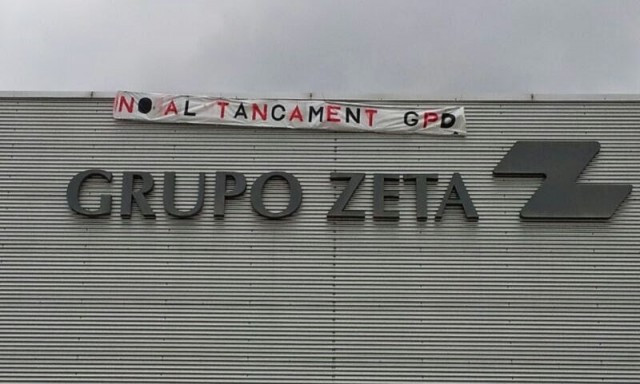 NO AL TANCAMENT GPD
GRUPO ZETA